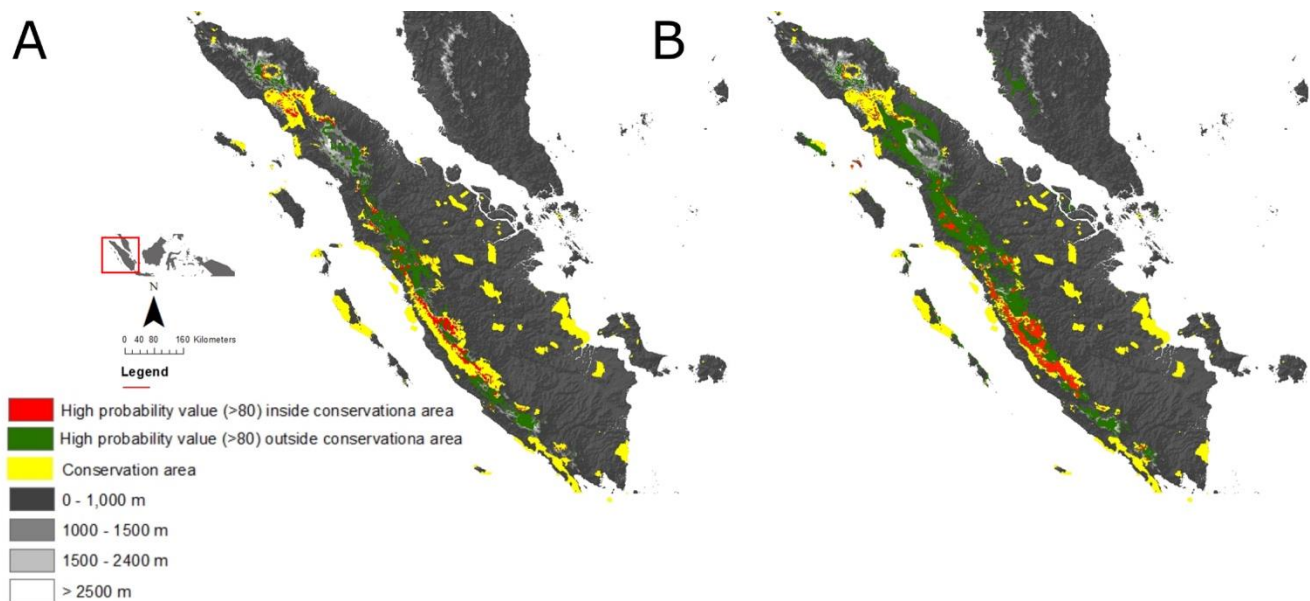 A
B
N
0 40 80 160 Kilometers
Legend
High probability value (>80) inside conservationa area
High probability value (>80) outside conservationa area
Conservation area
0 - 1,000 m
1000 - 1500 m
1500 - 2400 m
> 2500 m